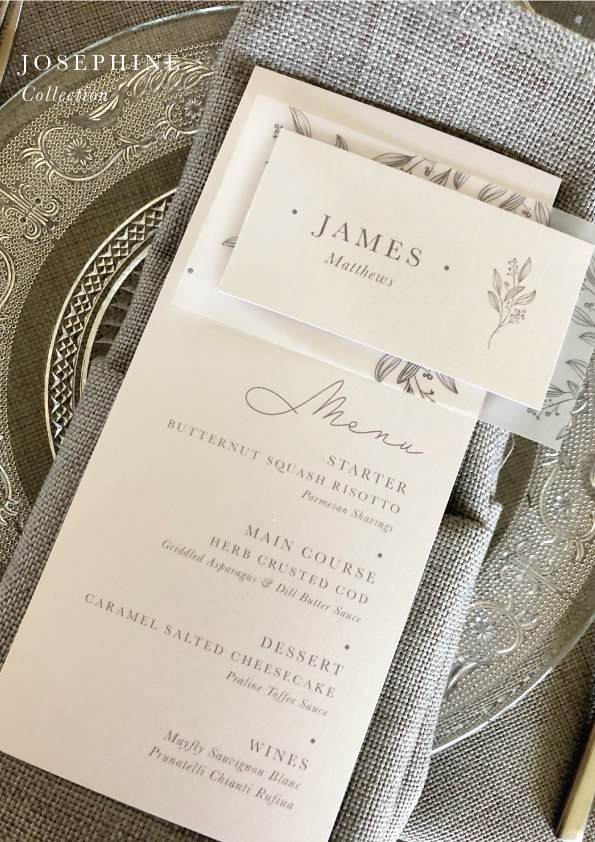 JOSEPHINE
Collection
JAMES
Matthews
Menu
STARTER
BUTTERNUT SQUASH RISOTTO
Parmesan Shavings
MAIN COURSE
HERB CRUSTED COD
Griddled Asparagus & Dill Butter Sauce
DESSERT
CARAMEL SALTED CHEESECAKE
Praline Toffee Sauce
WINES
Mayfly Sauvignon Blanc
Prunatelli Chianti Rufiua